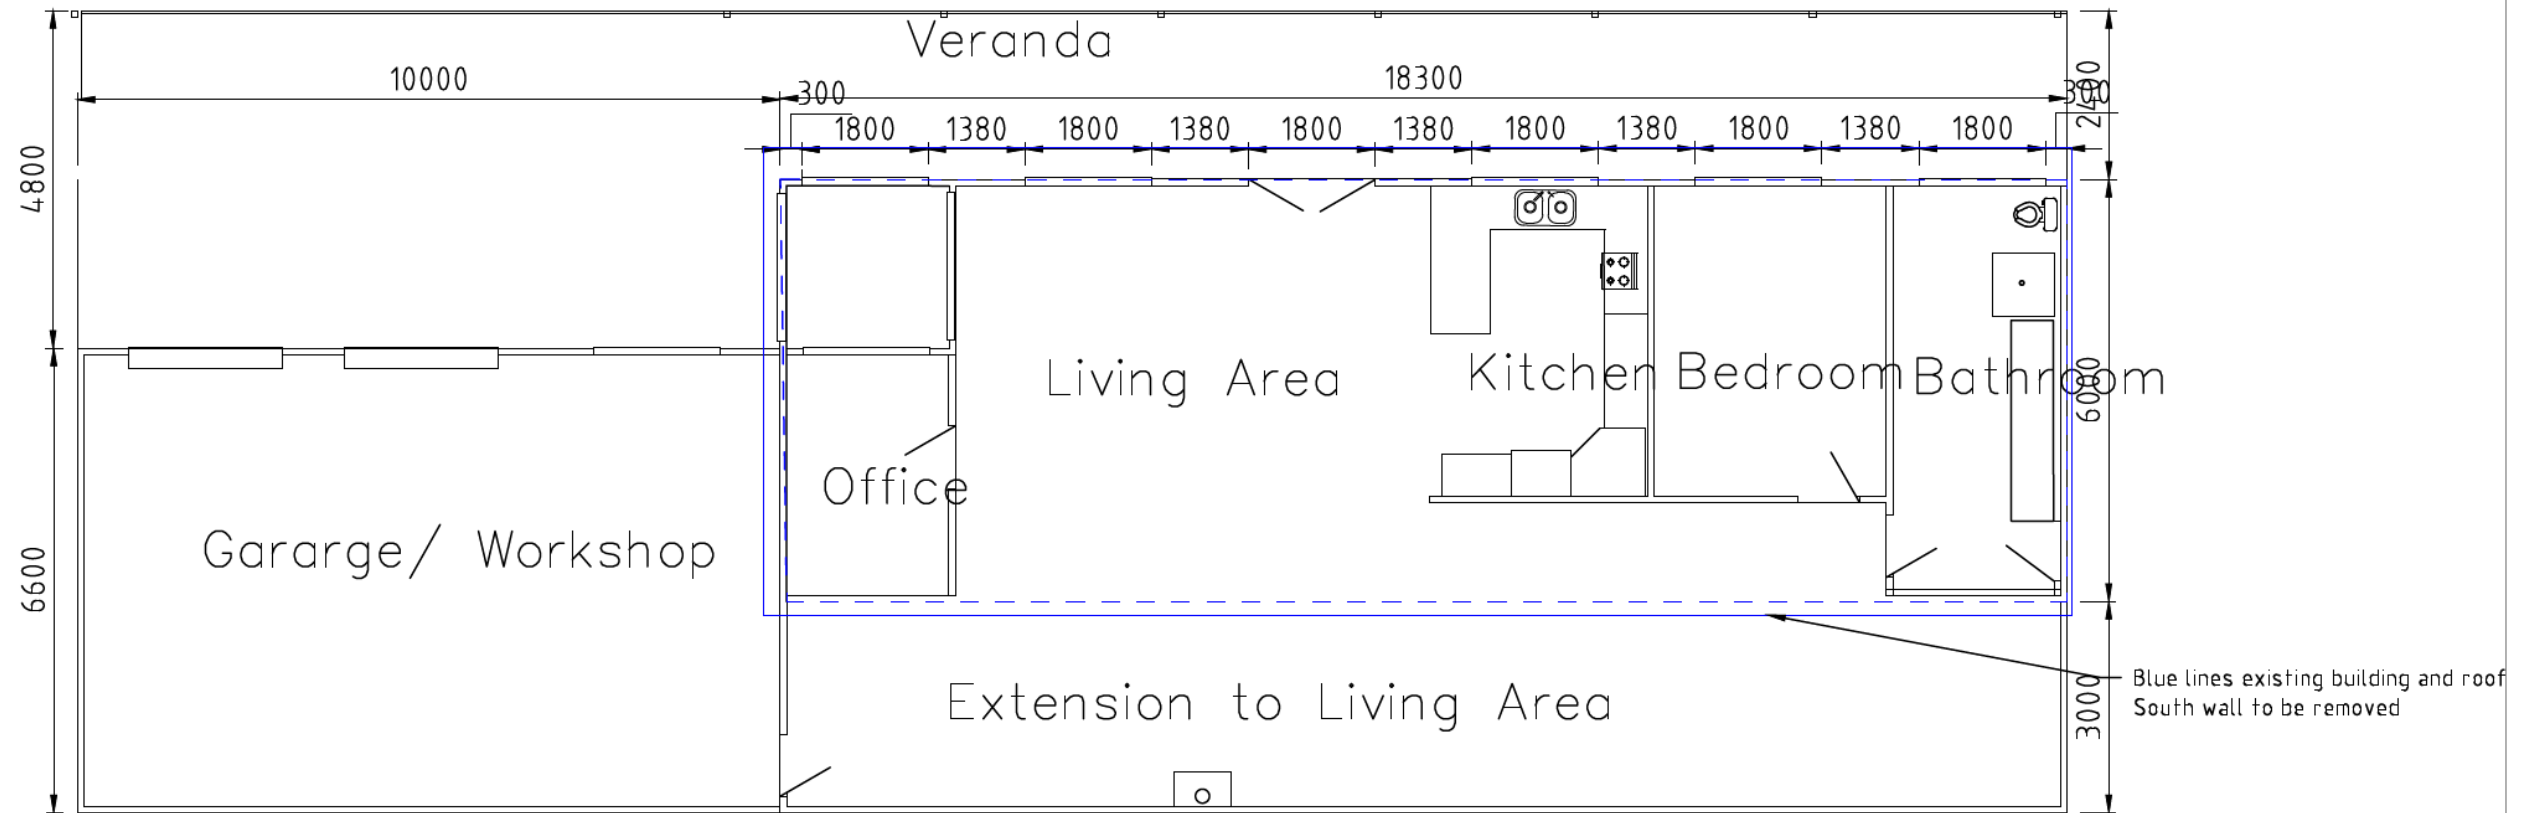 Veranda
10000
18300
300
300
2400
1800
1380
1800
1380
1800
1380
1800
1380
1800
1380
1800
4800
Living Area
Kitchen
Bedroom
Bathroom
6000
Office
Gararge/ Workshop
6600
Extension to Living Area
3000
Blue lines existing building and roof
South wall to be removed